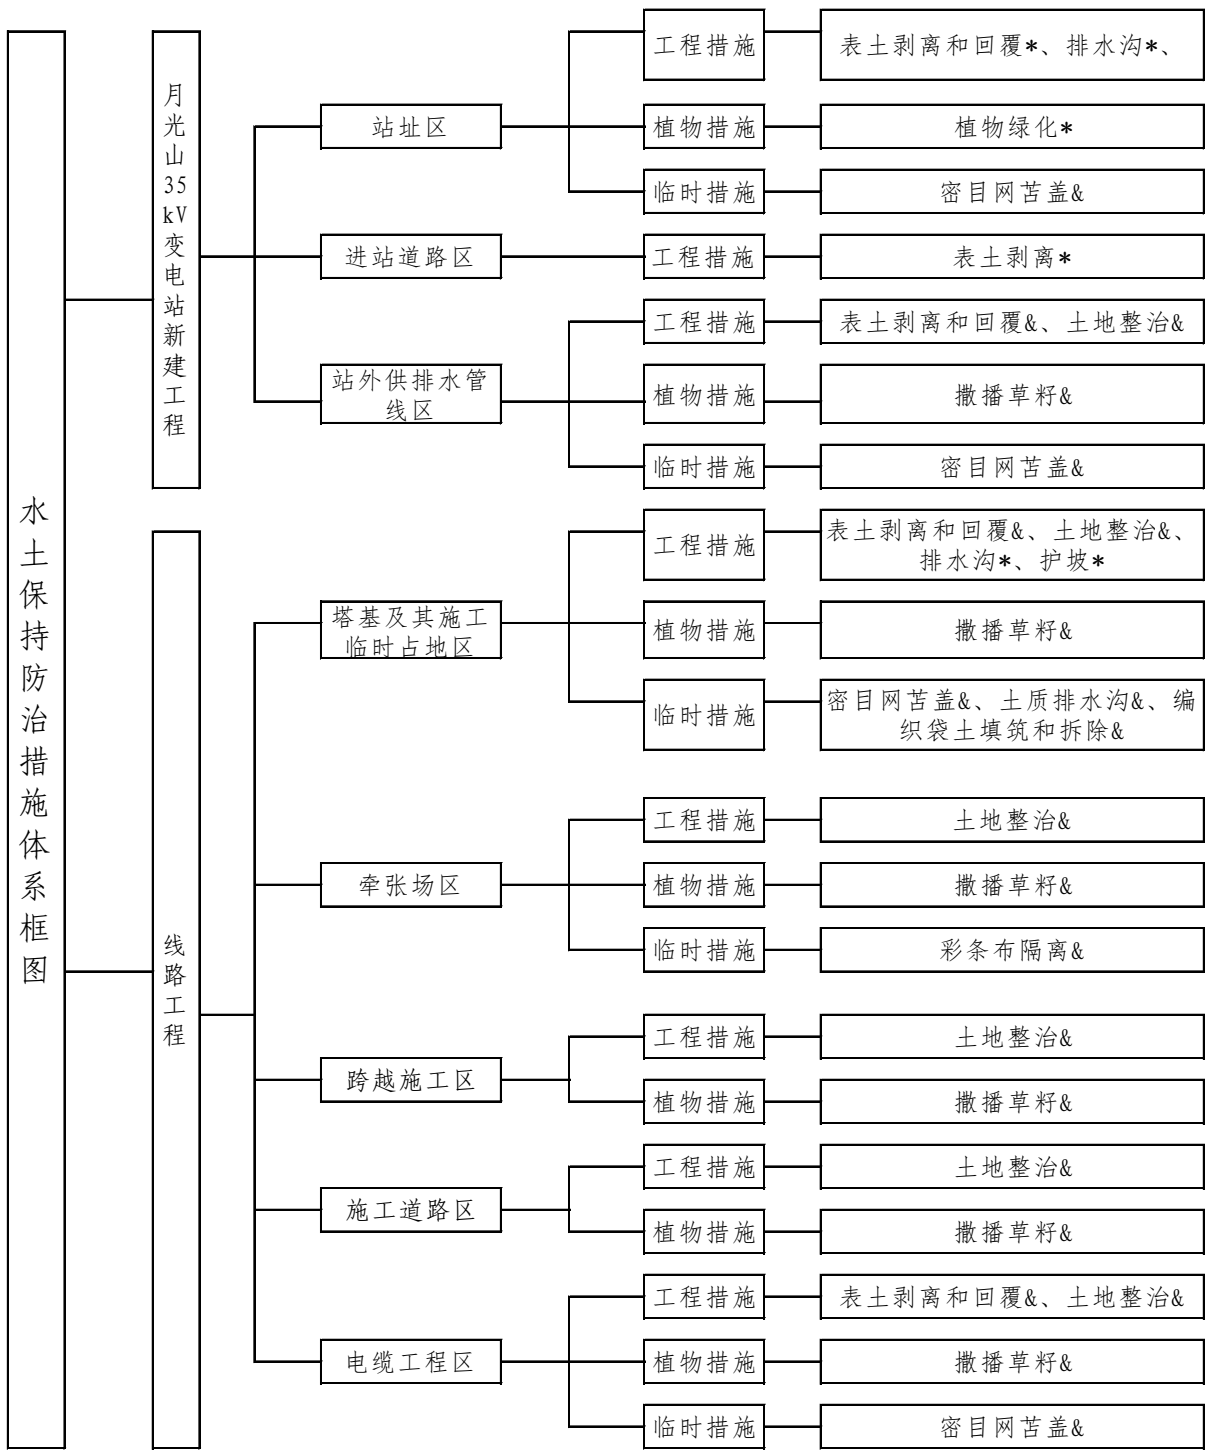 水土保持防治措施体系框图
月光山35kV变电站新建工程
站址区
工程措施
表土剥离和回覆*、排水沟*、
植物措施
植物绿化*
临时措施
密目网苫盖&
进站道路区
工程措施
表土剥离*
站外供排水管
线区
工程措施
表土剥离和回覆&、土地整治&
植物措施
撒播草籽&
临时措施
密目网苫盖&
线路工程
塔基及其施工
临时占地区
工程措施
表土剥离和回覆&、土地整治&、
排水沟*、护坡*
植物措施
撒播草籽&
临时措施
密目网苫盖&、土质排水沟&、编
织袋土填筑和拆除&
牵张场区
工程措施
土地整治&
植物措施
撒播草籽&
临时措施
彩条布隔离&
跨越施工区
工程措施
土地整治&
植物措施
撒播草籽&
施工道路区
工程措施
土地整治&
植物措施
撒播草籽&
电缆工程区
工程措施
表土剥离和回覆&、土地整治&
植物措施
撒播草籽&
临时措施
密目网苫盖&